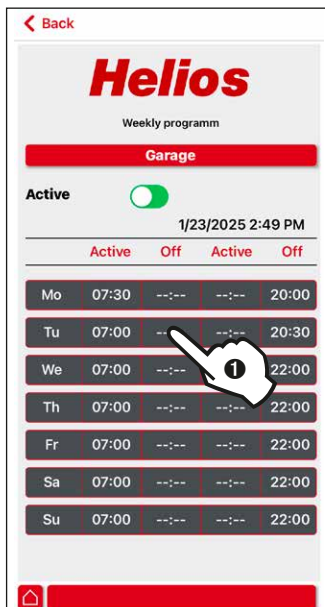 Back
Helios
Weekly programm
Garage
Active
1/23/2025 2:49 PM
Active Off Active Off
Mo 07:30 --:-- --:-- 20:00
Tu 07:00 -- --:-- 20:30
We 07:00 --:-- 22:00
Th 07:00 --:-- --:-- 22:00
Fr 07:00 --:-- --:-- 22:00
Sa 07:00 --:-- --:-- 22:00
Su 07:00 --:-- --:-- 22:00
1